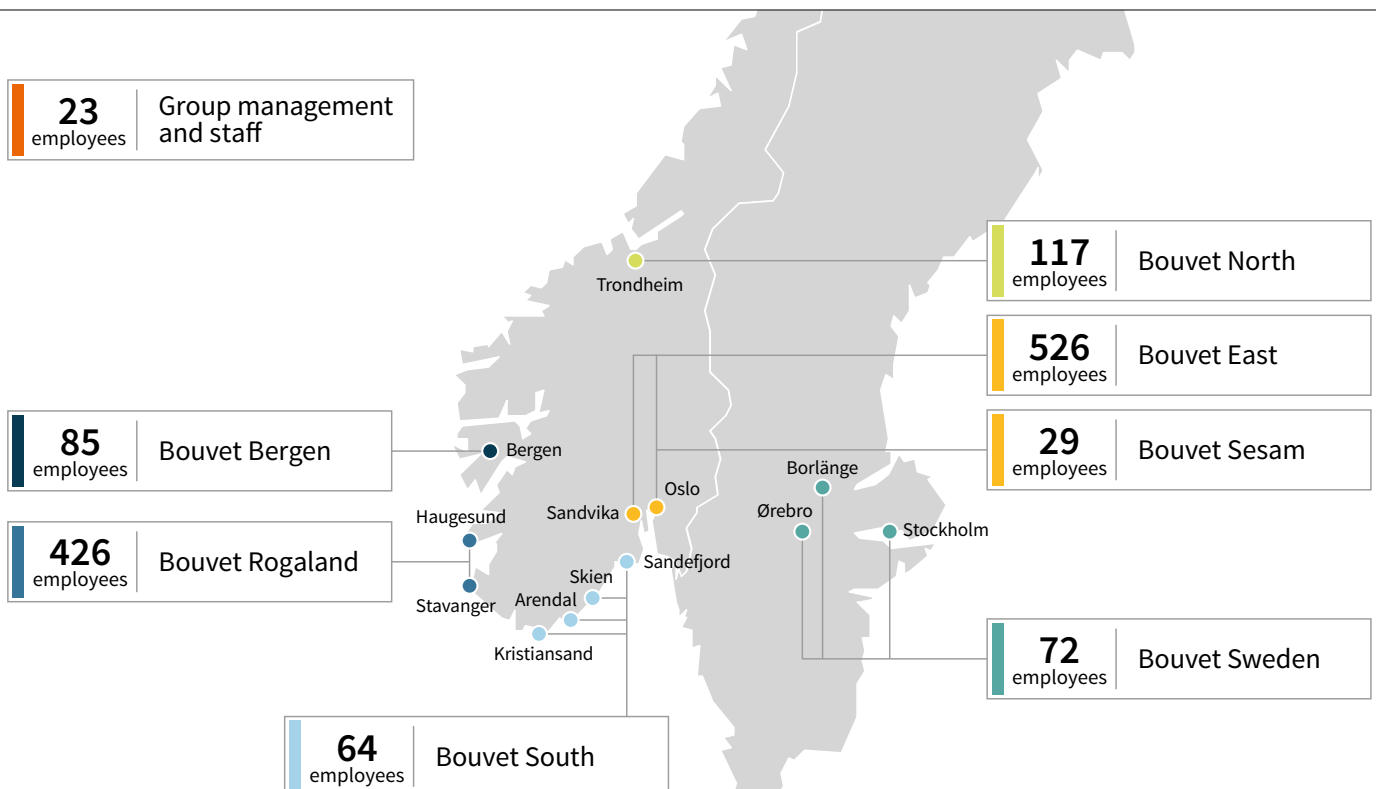 23
employees
Group management
and staff
117
employees
Bouvet North
Trondheim
526
employees
Bouvet East
85
employees
Bouvet Bergen
Bergen
29
employees
Bouvet Sesam
Borlänge
Oslo
Sandvika
Ørebro
Stockholm
Haugesund
426
employees
Bouvet Rogaland
Stavanger
Sandefjord
Skien
Arendal
Kristiansand
72
employees
Bouvet Sweden
64
employees
Bouvet South